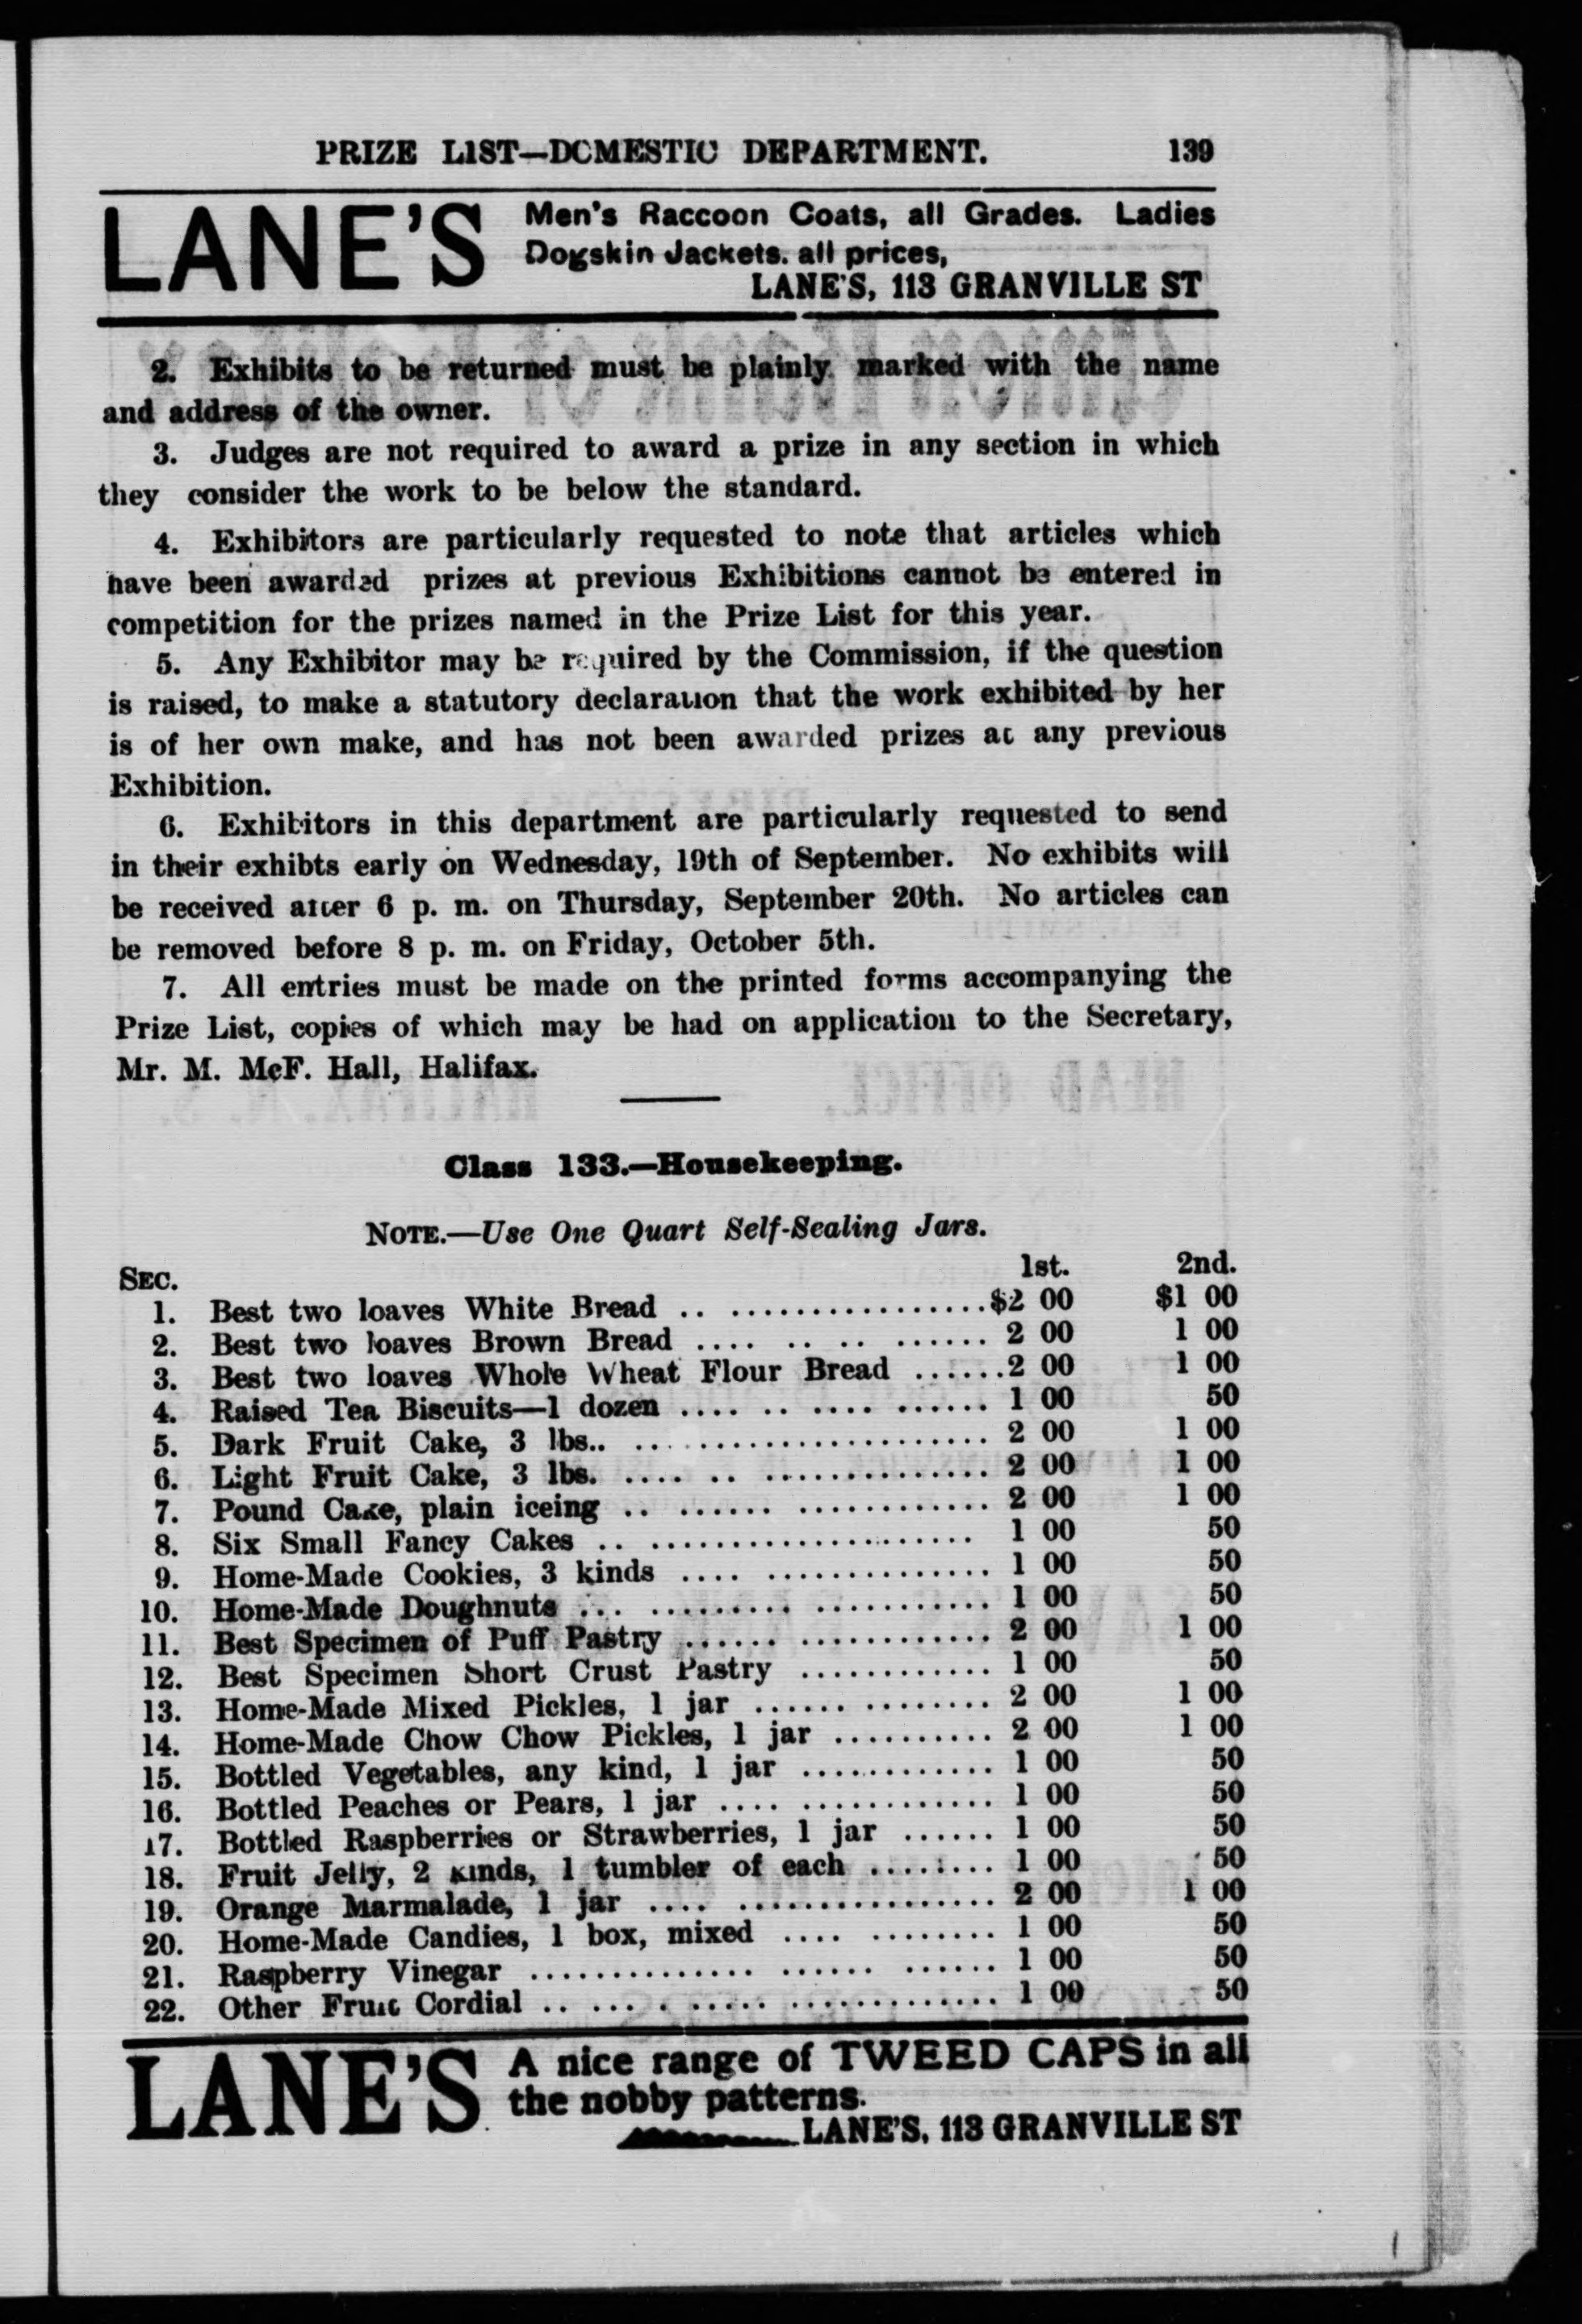 PRIZE LIST—DOMESTIC DEPARTMENT. 139
LANE'S
Men's Raccoon Coats, all Grades. Ladies
Dogskin Jackets. all prices,
LANE'S, 113 GRANVILLE ST
2. Exhibits to be returned must be plainly marked with the name
and address of the owner.
3. Judges are not required to award a prize in any section in which
they consider the work to be below the standard.
4. Exhibitors are particularly requested to note that articles which
have been awarded prizes at previous Exhibitions cannot be entered in
competition for the prizes named in the Prize List for this year.
5. Any Exhibitor may be required by the Commission, if the question
is raised, to make a statutory declaration that the work exhibited by her
is of her own make, and has not been awarded prizes at any previous
Exhibition.
6. Exhibitors in this department are particularly requested to send
in their exhibts early on Wednesday, 19th of September. No exhibits will
be received after 6 p. m. on Thursday, September 20th. No articles can
be removed before 8 p. m. on Friday, October 5th.
7. All entries must be made on the printed forms accompanying the
Prize List, copies of which may be had on application to the Secretary,
Mr. M. McF. Hall, Halifax.
Class 133.—Housekeeping.
NOTE.—Use One Quart Self-Sealing Jars.
SEC. 1st. 2nd.
1. Best two loaves White Bread .. ................$2 00 $1 00
2. Best two loaves Brown Bread .... .. .. ...... 2 00 1 00
3. Best two loaves Whole Wheat Flour Bread ......2 00 1 00
4. Raised Tea Biscuits—1 dozen .... .. .... ...... 1 00 50
5. Dark Fruit Cake, 3 lbs.. ...................... 2 00 1 00
6. Light Fruit Cake, 3 lbs. .... .. .............. 2 00 1 00
7. Pound Cake, plain iceing .. ...... ............ 2 00 1 00
8. Six Small Fancy Cakes .. .................... 1 00 50
9. Home-Made Cookies, 3 kinds .... .............. 1 00 50
10. Home-Made Doughnuts ... ......... ........... 1 00 50
11. Best Specimen of Puff Pastry ...... ............ 2 00 1 00
12. Best Specimen Short Crust Pastry ............ 1 00 50
13. Home-Made Mixed Pickles, 1 jar ...... ........ 2 00 1 00
14. Home-Made Chow Chow Pickles, 1 jar .......... 2 00 1 00
15. Bottled Vegetables, any kind, 1 jar ............ 1 00 50
16. Bottled Peaches or Pears, 1 jar .... ............ 1 00 50
17. Bottled Raspberries or Strawberries, 1 jar ...... 1 00 50
18. Fruit Jelly, 2 kinds, 1 tumbler of each ........ 1 00 50
19. Orange Marmalade, 1 jar .... ................ 2 00 1 00
20. Home-Made Candies, 1 box, mixed .... ........ 1 00 50
21. Raspberry Vinegar .............. ...... ...... 1 00 50
22. Other Fruit Cordial .. .... . ..... .............. 1 00 50
LANE'S
A nice range of TWEED CAPS in all
the nobby patterns.
LANE'S, 113 GRANVILLE ST